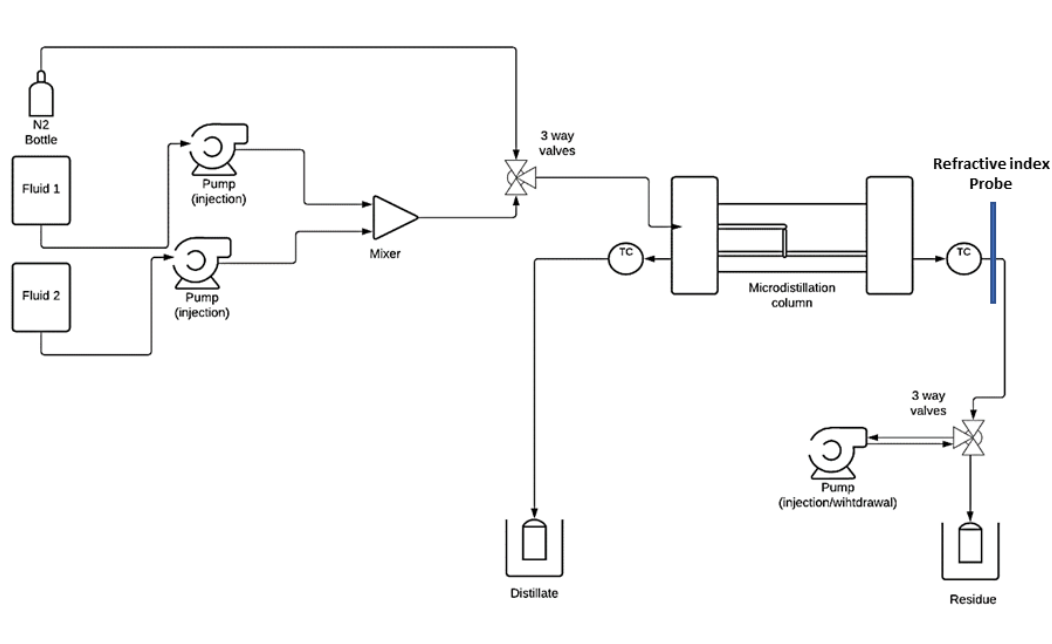 N2
Bottle
Fluid 1
Pump
(injection)
Fluid 2
Pump
(injection)
Mixer
3 way
valves
TC
Microdistillation
column
TC
Refractive index
Probe
3 way
valves
Pump
(injection/wihtdrawal)
Distillate
Residue